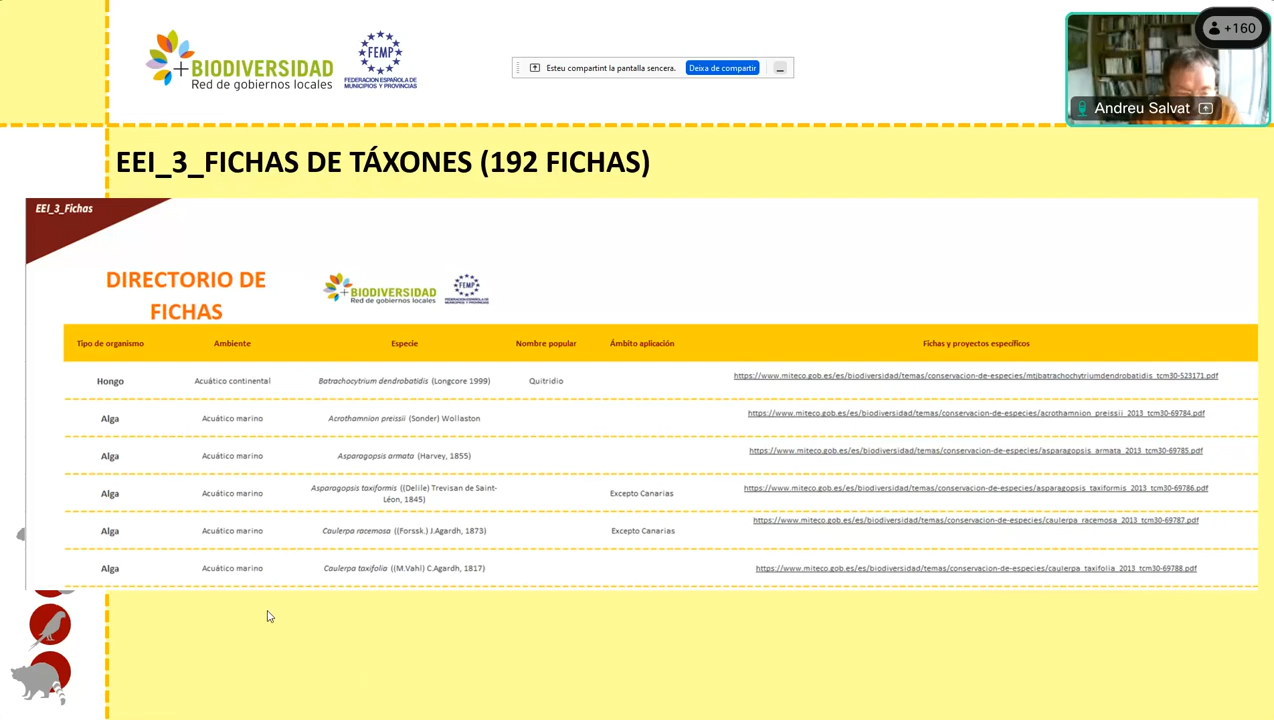 +BIODIVERSIDAD
Red de gobiernos locales
FEMP
FEDERACION ESPAÑOLA DE
MUNICIPIOS Y PROVINCIAS
Esteu compartint la pantalla sencera.
Deixa de compartir
+160
Andreu Salvat
EEI_3_FICHAS DE TÁXONES (192 FICHAS)
EEI_3_Fichas
DIRECTORIO DE
FICHAS
+BIODIVERSIDAD
Red de gobiernos locales
FEMP
FEDERACION ESPAÑOLA DE
MUNICIPIOS Y PROVINCIAS
Tipo de organismo Ambiente Especie Nombre popular Ámbito aplicación Fichas y proyectos específicos
Hongo Acuático continental Batrachocytrium dendrobatidis (Longcore 1999) Quitridio https://www.miteco.gob.es/es/biodiversidad/temas/conservacion-de-especies/mtjbatrachochytriumdendrobatidis_tcm30-523171.pdf
Alga Acuático marino Acrothamnion preissii (Sonder) Wollaston https://www.miteco.gob.es/es/biodiversidad/temas/conservacion-de-especies/acrothamnion_preissii_2013_tcm30-69784.pdf
Alga Acuático marino Asparagopsis armata (Harvey, 1855) https://www.miteco.gob.es/es/biodiversidad/temas/conservacion-de-especies/asparagopsis_armata_2013_tcm30-69785.pdf
Alga Acuático marino Asparagopsis taxiformis ((Delile) Trevisan de Saint-
Léon, 1845) Excepto Canarias https://www.miteco.gob.es/es/biodiversidad/temas/conservacion-de-especies/asparagopsis_taxiformis_2013_tcm30-69786.pdf
Alga Acuático marino Caulerpa racemosa ((Forssk.) J.Agardh, 1873) Excepto Canarias https://www.miteco.gob.es/es/biodiversidad/temas/conservacion-de-especies/caulerpa_racemosa_2013_tcm30-69787.pdf
Alga Acuático marino Caulerpa taxifolia ((M.Vahl) C.Agardh, 1817) https://www.miteco.gob.es/es/biodiversidad/temas/conservacion-de-especies/caulerpa_taxifolia_2013_tcm30-69788.pdf